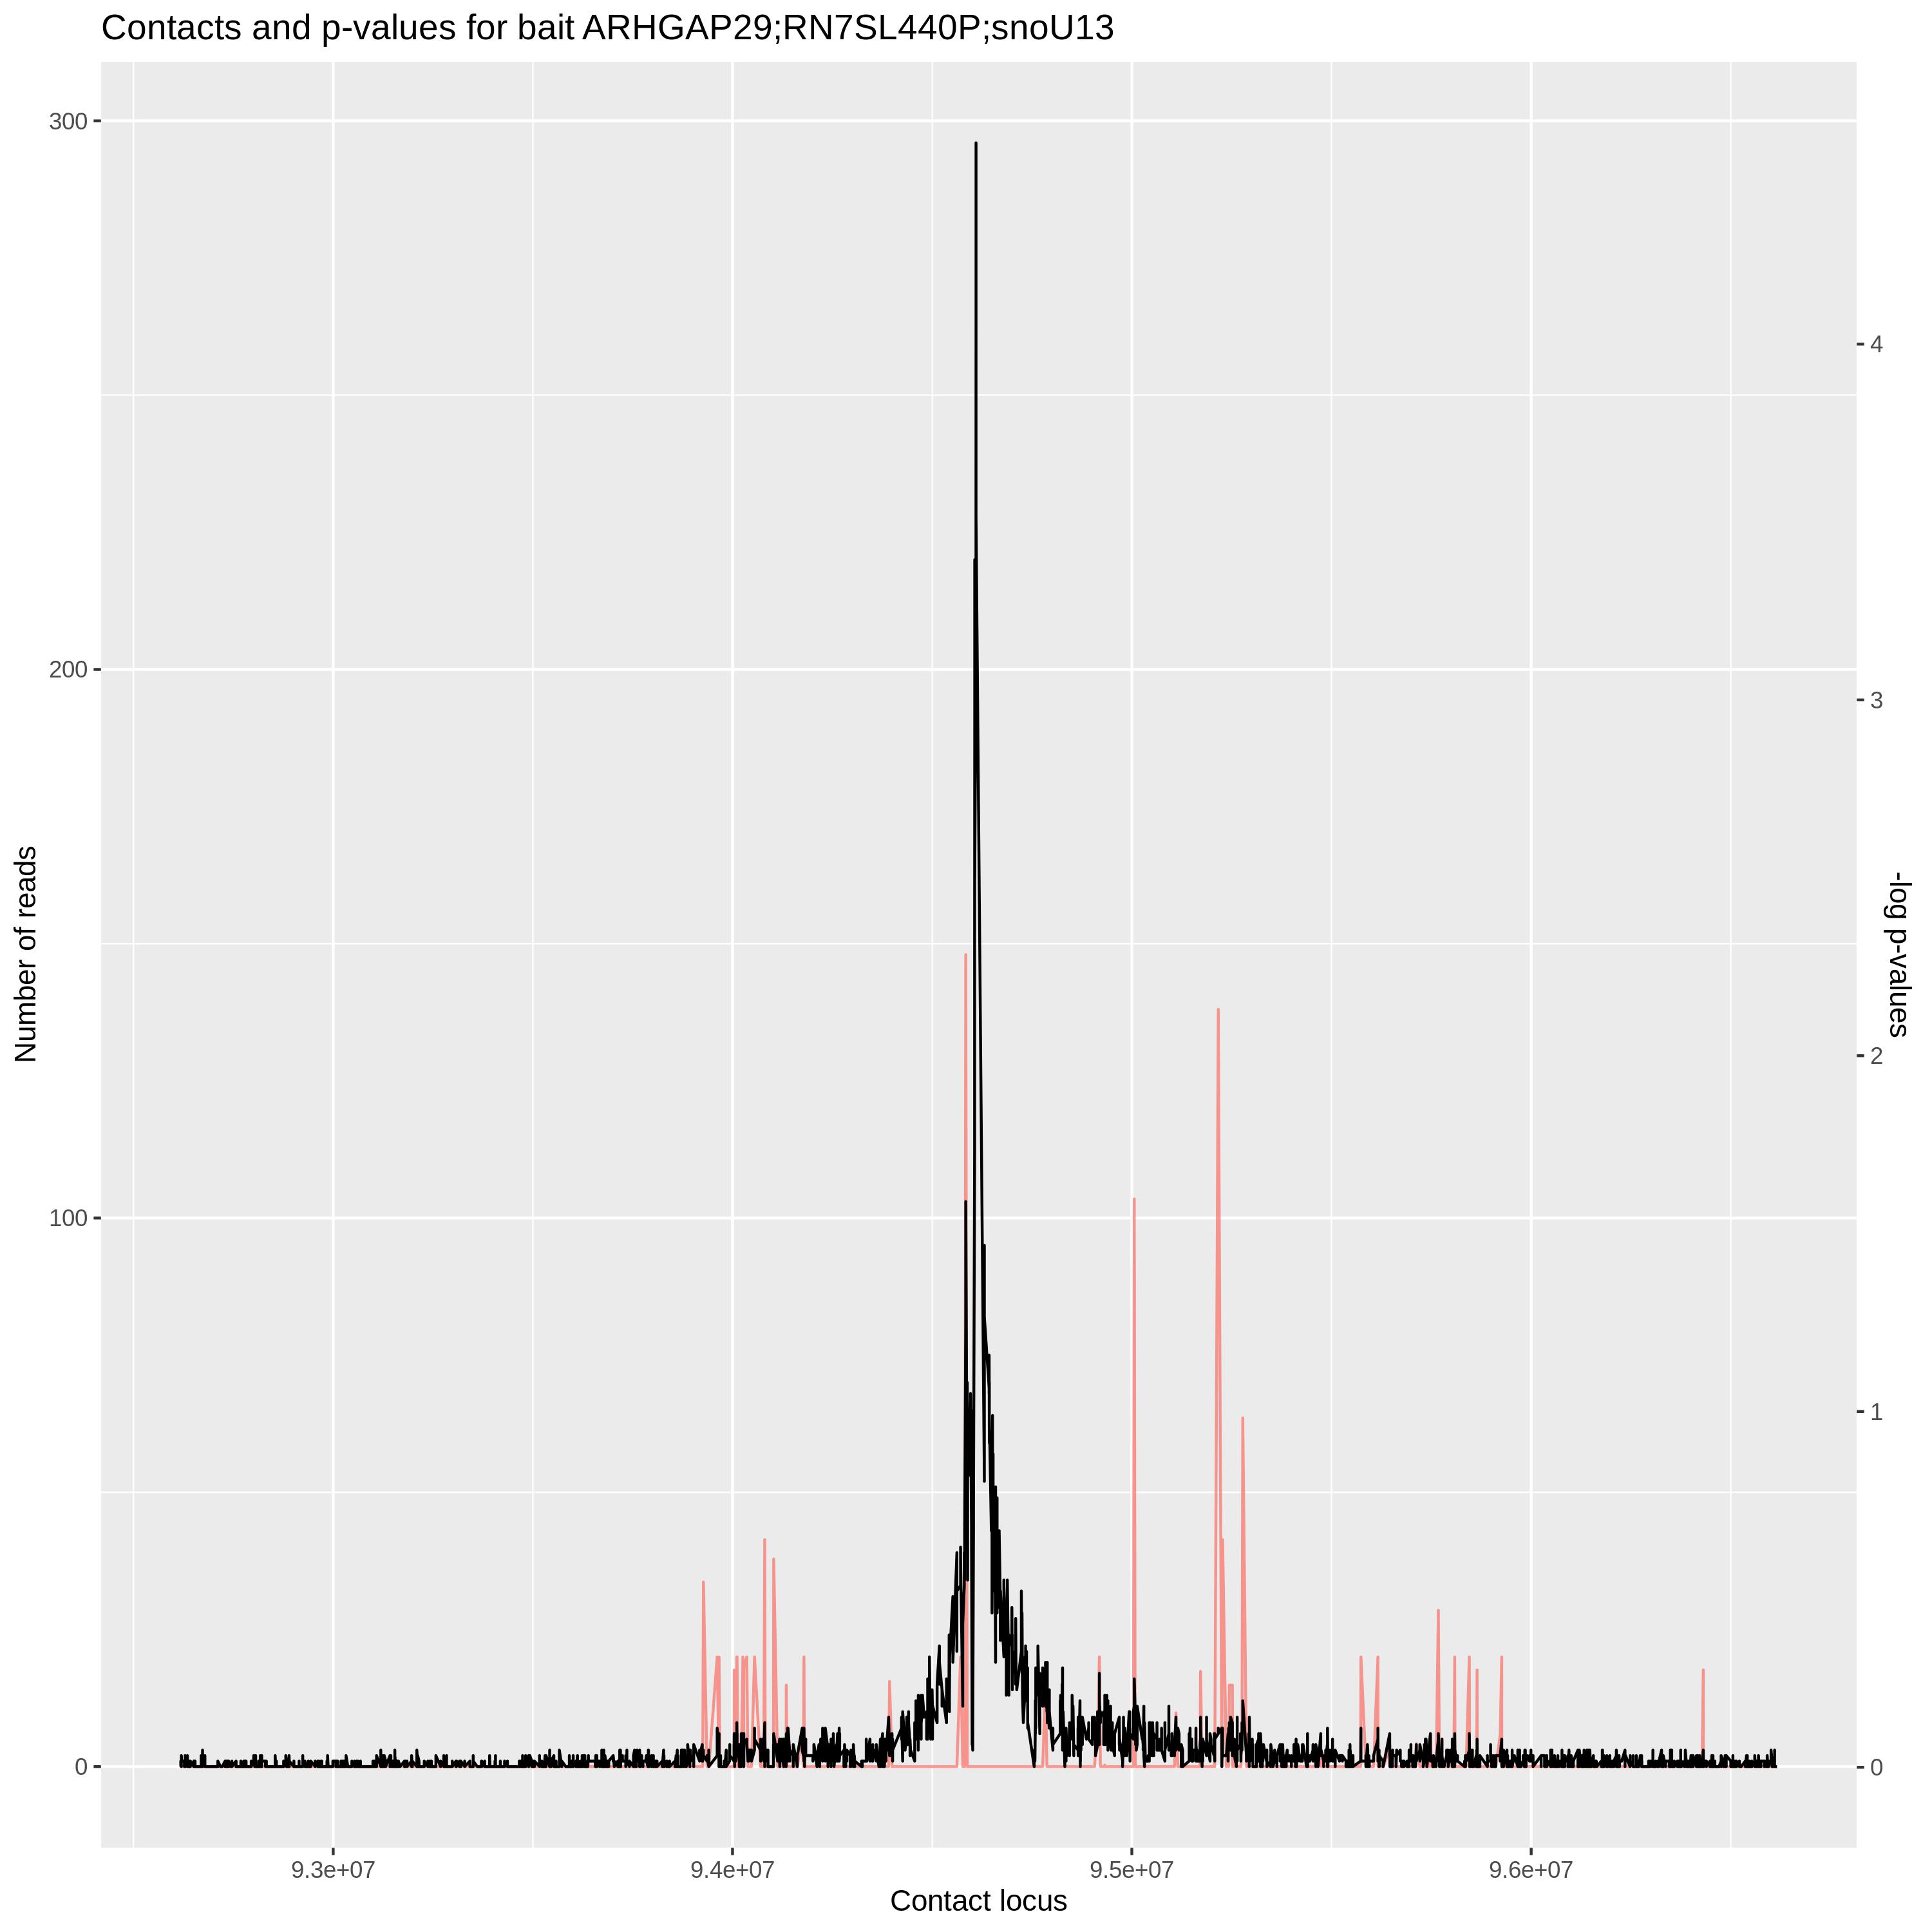 Contacts and p-values for bait ARHGAP29;RN7SL440P;snoU13
300
200
100
0
Number of reads
4
3
2
1
0
-log p-values
9.3e+07
9.4e+07
9.5e+07
9.6e+07
Contact locus